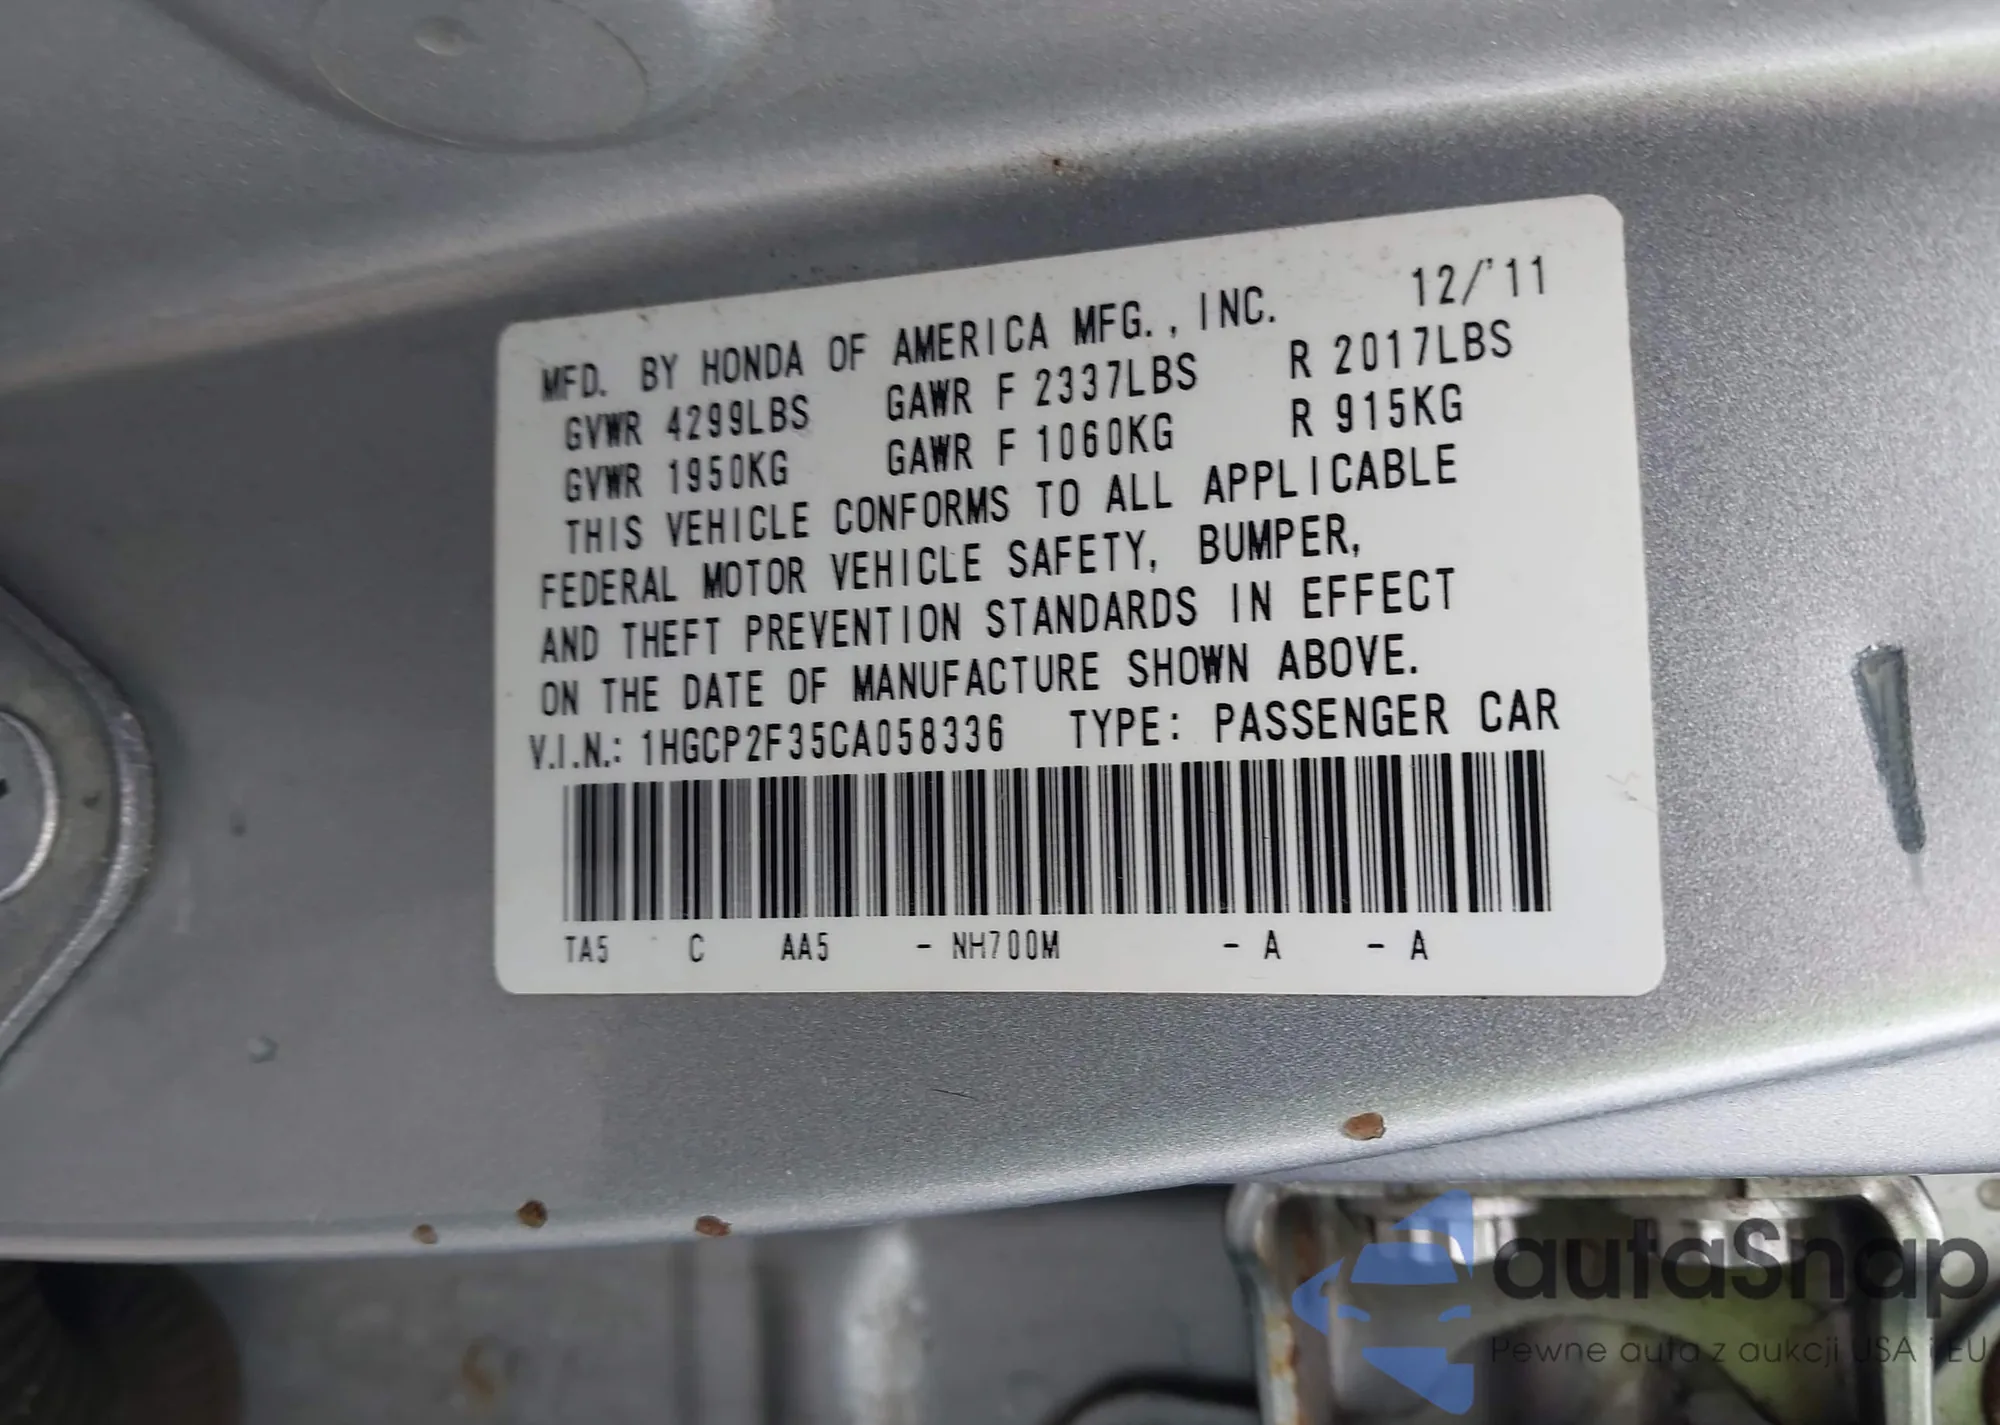 MFD. BY HONDA OF AMERICA MFG., INC. 12/'11
GVWR 4299LBS GAWR F 2337LBS R 2017LBS
GVWR 1950KG GAWR F 1060KG R 915KG
THIS VEHICLE CONFORMS TO ALL APPLICABLE
FEDERAL MOTOR VEHICLE SAFETY, BUMPER,
AND THEFT PREVENTION STANDARDS IN EFFECT
ON THE DATE OF MANUFACTURE SHOWN ABOVE.
V.I.N.: 1HGCP2F35CA058336 TYPE: PASSENGER CAR
TA5 C AA5 - NH700M - A - A
autaSnap
Pewne auta z aukcji USA i EU